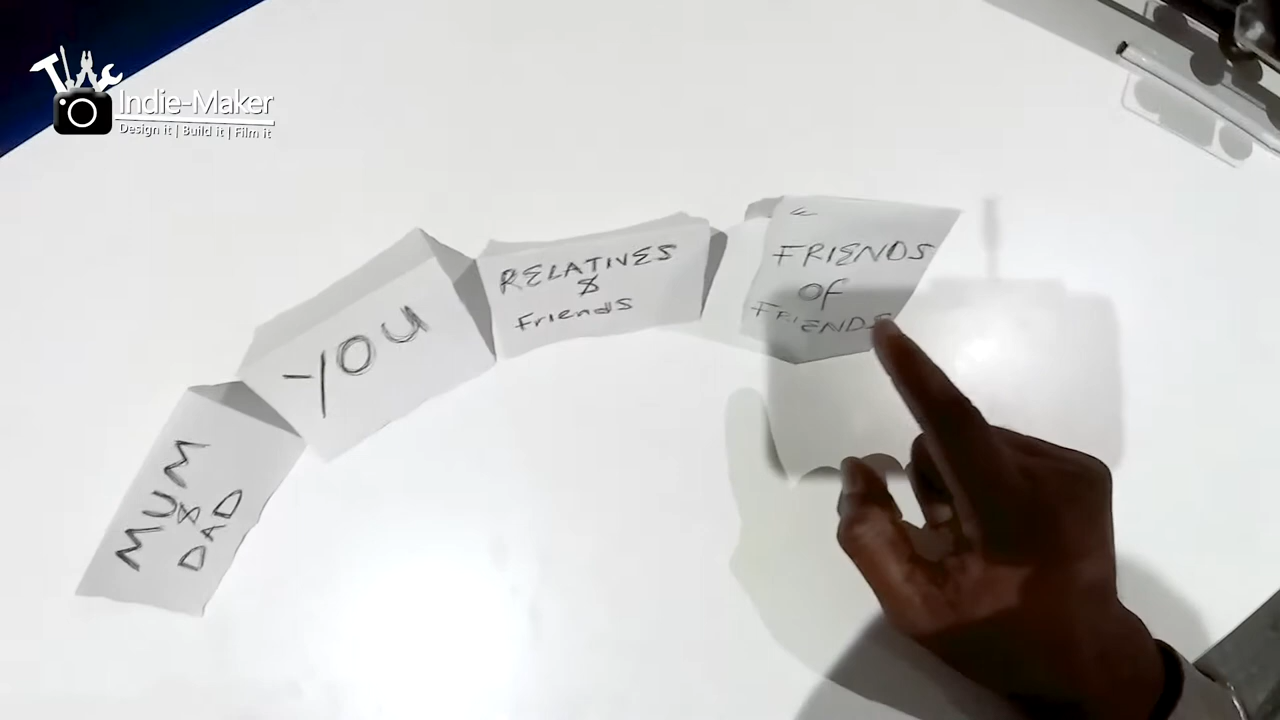 Indie-Maker
Design it | Build it | Film it
MUM
&
DAD
YOU
RELATIVES
&
Friends
FRIENDS
OF
FRIENDS